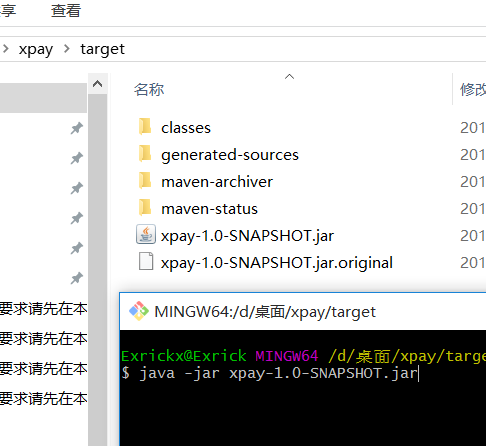 享 查看
xpay target
名称 修改
classes 201
generated-sources 201
maven-archiver 201
maven-status 201
xpay-1.0-SNAPSHOT.jar 201
xpay-1.0-SNAPSHOT.jar.original 201
要求请先在本
要求请先在本
要求请先在本
要求请先在本
MINGW64:/d/桌面/xpay/target
Exrickx@Exrick MINGW64 /d/桌面/xpay/targe
$ java -jar xpay-1.0-SNAPSHOT.jar